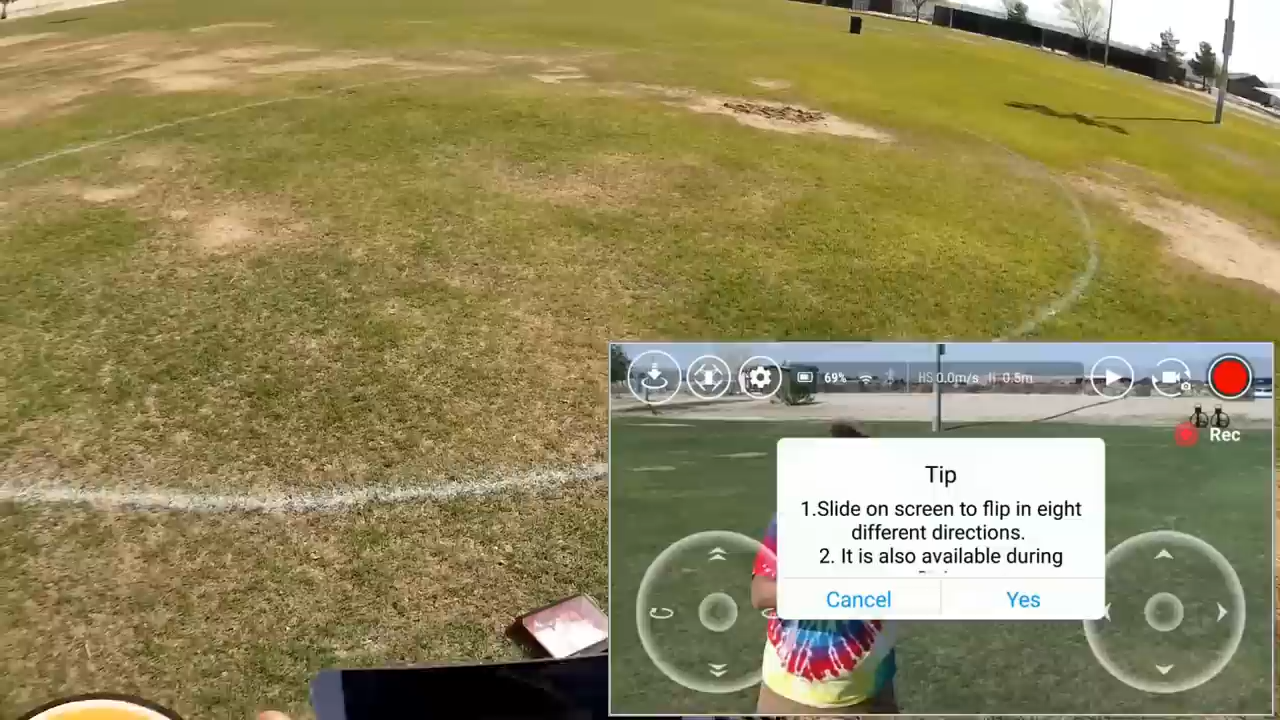 69%
HS 0.0m/s H 0.5m
Rec
Tip
1.Slide on screen to flip in eight
different directions.
2. It is also available during
Cancel
Yes